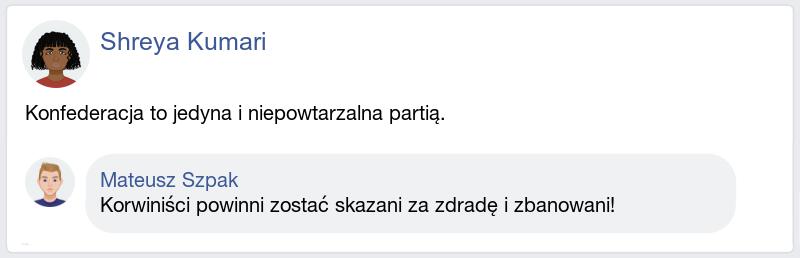 Shreya Kumari
Konfederacja to jedyna i niepowtarzalna partią.
Mateusz Szpak
Korwiniści powinni zostać skazani za zdradę i zbanowani!